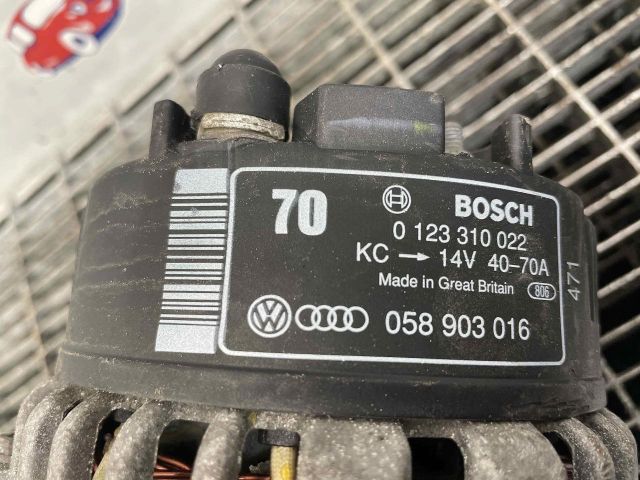 70
BOSCH
0 123 310 022
KC → 14V 40-70A
Made in Great Britain 806
471
058 903 016